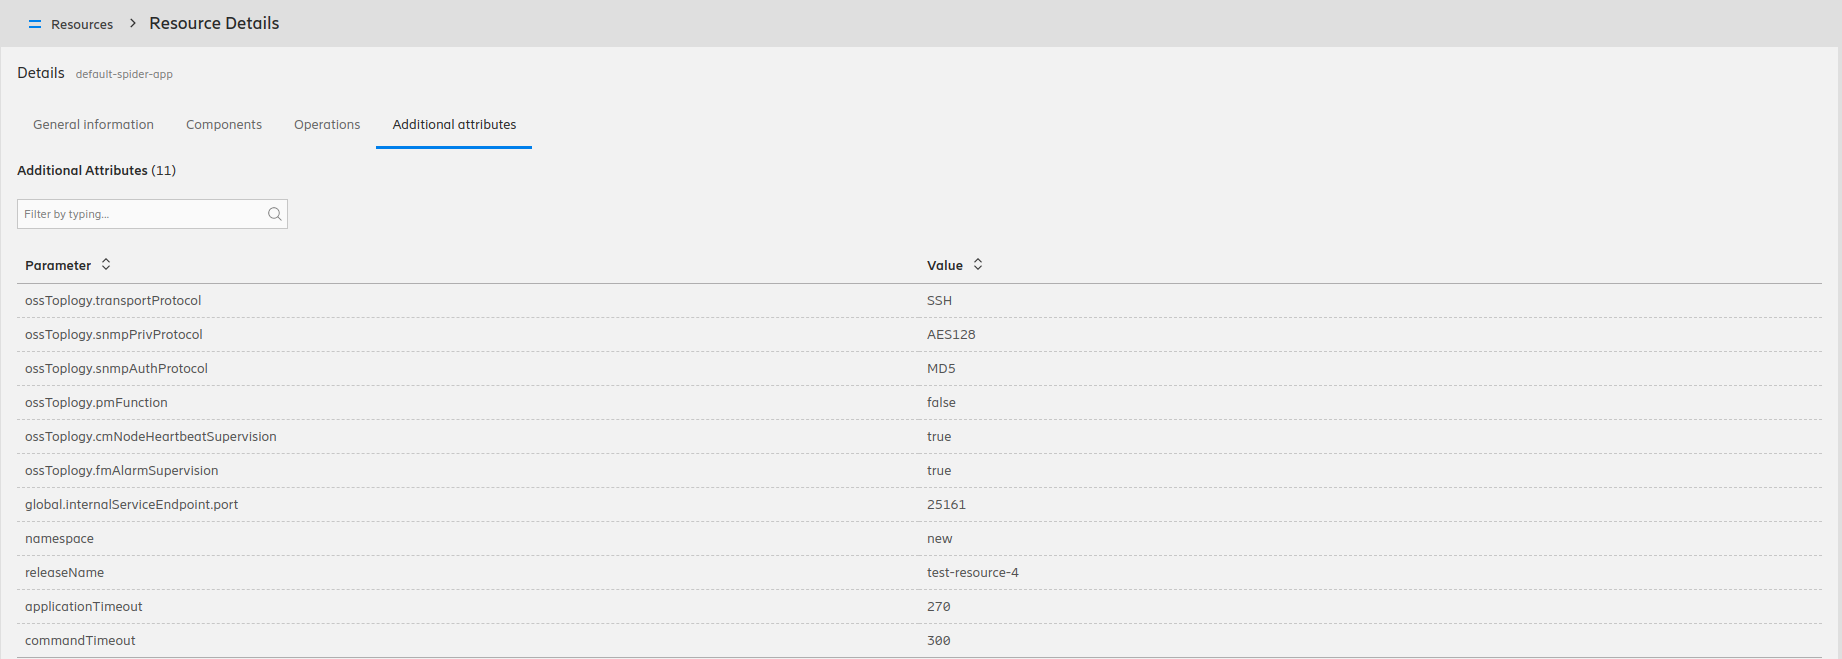 Resources > Resource Details
Details default-spider-app
General information Components Operations Additional attributes
Additional Attributes (11)
Filter by typing...
Parameter Value
ossToplogy.transportProtocol SSH
ossToplogy.snmpPrivProtocol AES128
ossToplogy.snmpAuthProtocol MD5
ossToplogy.pmFunction false
ossToplogy.cmNodeHeartbeatSupervision true
ossToplogy.fmAlarmSupervision true
global.internalServiceEndpoint.port 25161
namespace new
releaseName test-resource-4
applicationTimeout 270
commandTimeout 300